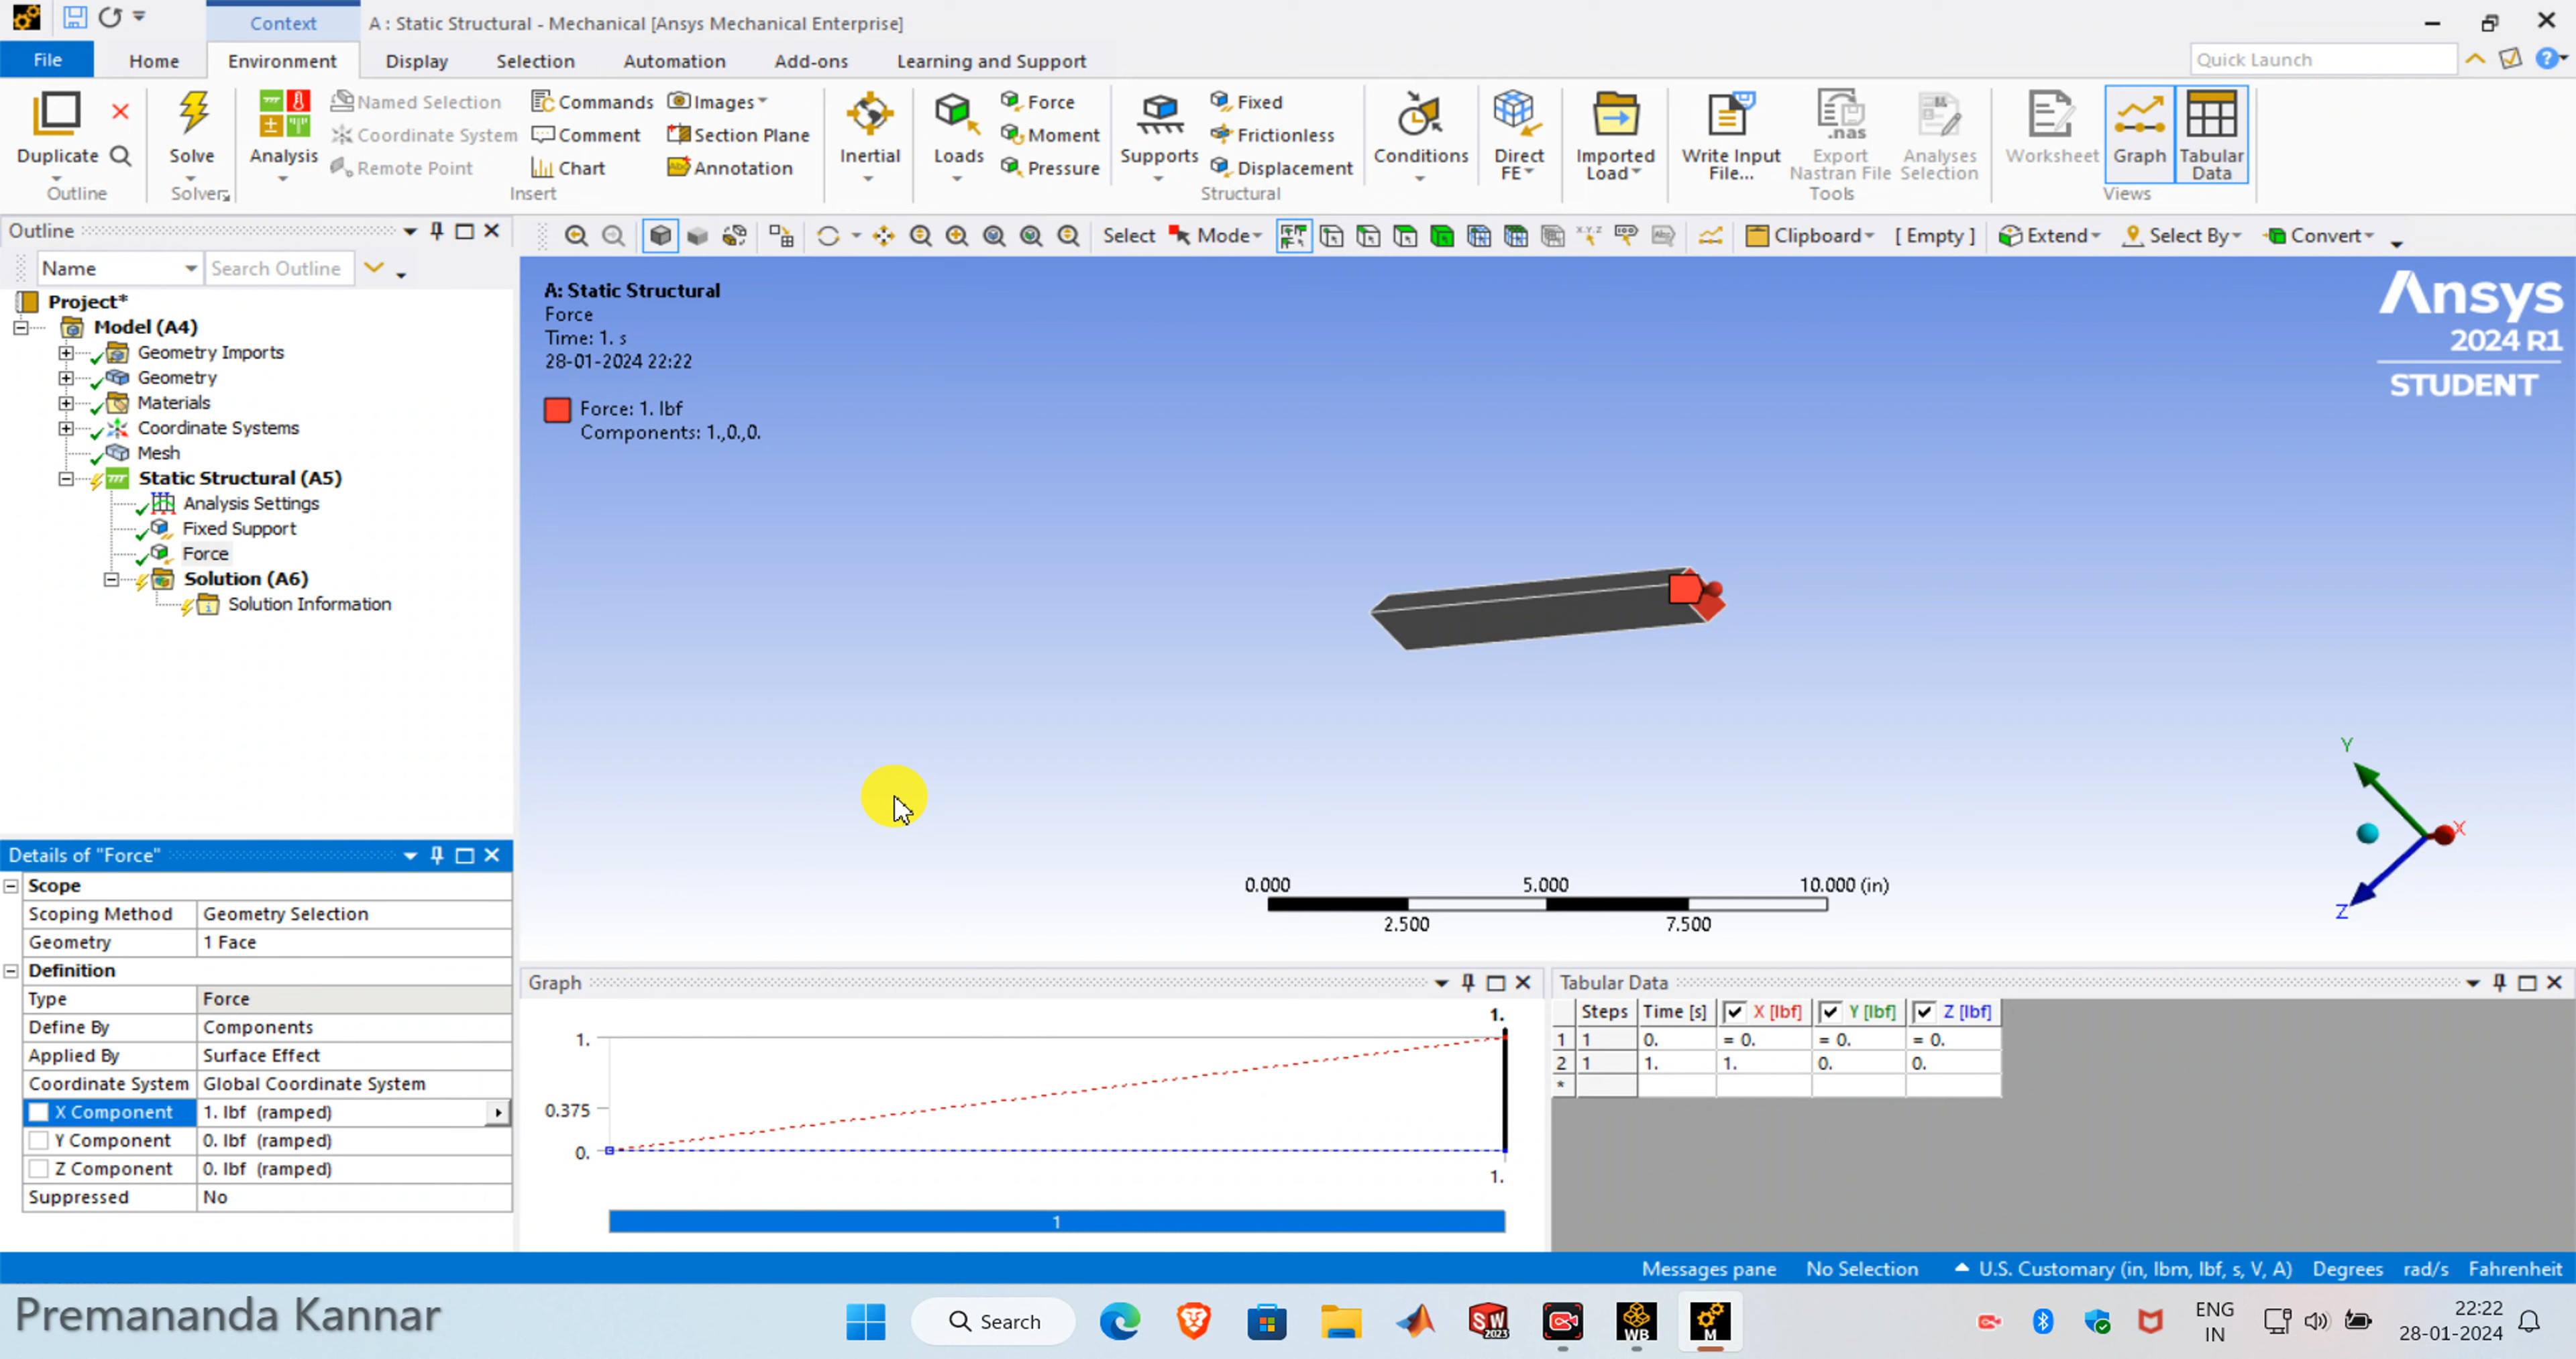 Context
A : Static Structural - Mechanical [Ansys Mechanical Enterprise]
File
Home
Environment
Display
Selection
Automation
Add-ons
Learning and Support
Quick Launch
Duplicate
Outline
Solve
Solver
Analysis
Named Selection
Coordinate System
Remote Point
Commands
Comment
Chart
Images
Section Plane
Annotation
Insert
Inertial
Loads
Force
Moment
Pressure
Supports
Fixed
Frictionless
Displacement
Structural
Conditions
Direct
FE
Imported
Load
Write Input
File...
.nas
Export
Nastran File
Analyses
Selection
Tools
Worksheet
Graph
Tabular
Data
Views
Outline
Name
Search Outline
Select
Mode
Clipboard
[ Empty ]
Extend
Select By
Convert
Project*
Model (A4)
Geometry Imports
Geometry
Materials
Coordinate Systems
Mesh
Static Structural (A5)
Analysis Settings
Fixed Support
Force
Solution (A6)
Solution Information
A: Static Structural
Force
Time: 1. s
28-01-2024 22:22
Force: 1. lbf
Components: 1.,0.,0.
Ansys
2024 R1
STUDENT
Y
X
Z
0.000
5.000
10.000 (in)
2.500
7.500
Details of "Force"
Scope
Scoping Method Geometry Selection
Geometry 1 Face
Definition
Type Force
Define By Components
Applied By Surface Effect
Coordinate System Global Coordinate System
X Component 1. lbf (ramped)
Y Component 0. lbf (ramped)
Z Component 0. lbf (ramped)
Suppressed No
Graph
1.
1.
0.375
0.
1.
1
Tabular Data
Steps Time [s] X [lbf] Y [lbf] Z [lbf]
1 1 0. = 0. = 0. = 0.
2 1 1. 1. 0. 0.
*
Messages pane
No Selection
U.S. Customary (in, lbm, lbf, s, V, A)
Degrees
rad/s
Fahrenheit
Premananda Kannar
Search
SW
2023
WB
M
ENG
IN
22:22
28-01-2024